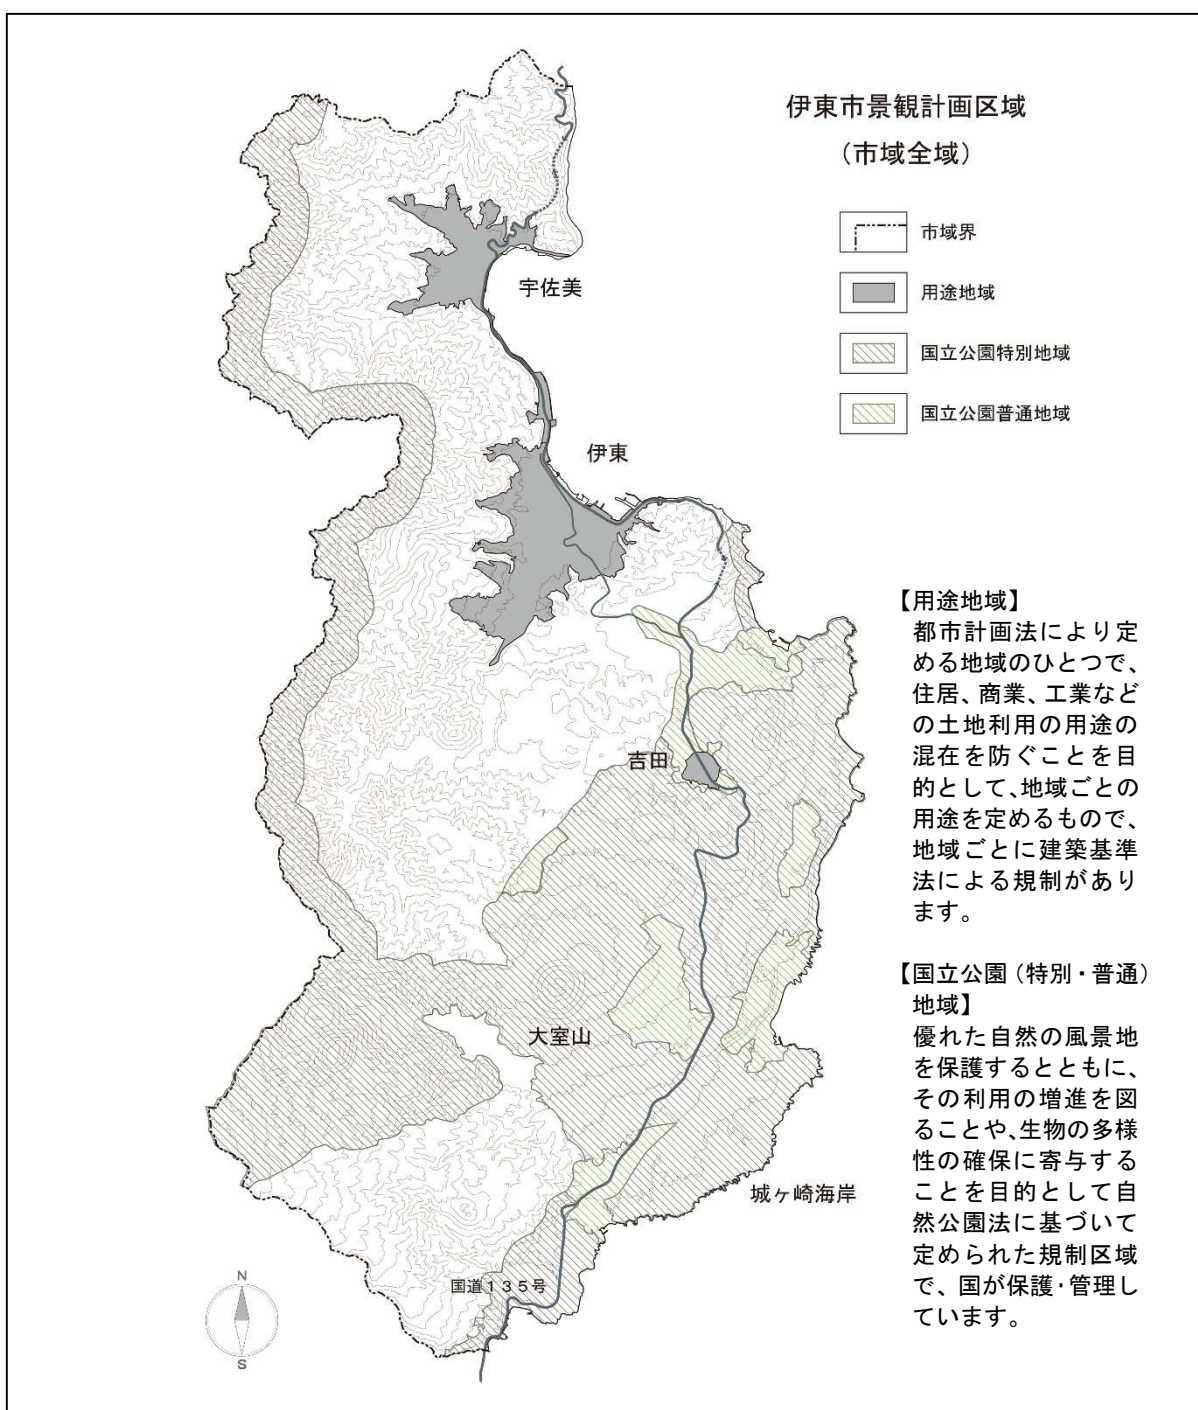 伊東市景観計画区域
（市域全域）
市域界
用途地域
国立公園特別地域
国立公園普通地域
宇佐美
伊東
吉田
大室山
城ヶ崎海岸
国道１３５号
N
S
【用途地域】
都市計画法により定
める地域のひとつで、
住居、商業、工業など
の土地利用の用途の
混在を防ぐことを目
的として、地域ごとの
用途を定めるもので、
地域ごとに建築基準
法による規制があり
ます。
【国立公園（特別・普通）
地域】
優れた自然の風景地
を保護するとともに、
その利用の増進を図
ることや、生物の多様
性の確保に寄与する
ことを目的として自
然公園法に基づいて
定められた規制区域
で、国が保護・管理し
ています。